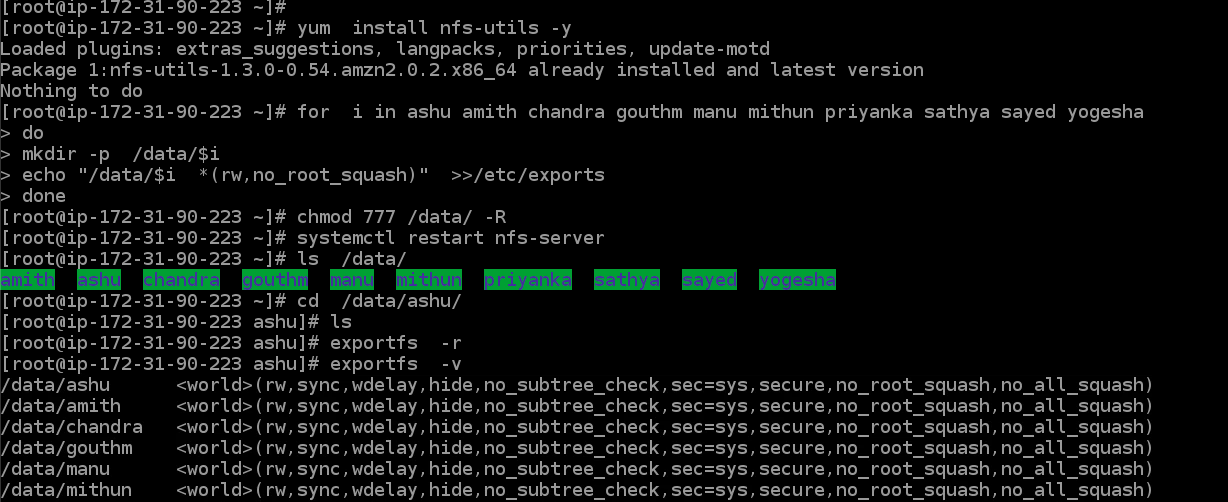 [root@ip-172-31-90-223 ~]#
[root@ip-172-31-90-223 ~]# yum  install nfs-utils -y
Loaded plugins: extras_suggestions, langpacks, priorities, update-motd
Package 1:nfs-utils-1.3.0-0.54.amzn2.0.2.x86_64 already installed and latest version
Nothing to do
[root@ip-172-31-90-223 ~]# for  i in ashu amith chandra gouthm manu mithun priyanka sathya sayed yogesha
> do
> mkdir -p  /data/$i
> echo "/data/$i  *(rw,no_root_squash)"  >>/etc/exports
> done
[root@ip-172-31-90-223 ~]# chmod 777 /data/ -R
[root@ip-172-31-90-223 ~]# systemctl restart nfs-server
[root@ip-172-31-90-223 ~]# ls  /data/
amith  ashu  chandra  gouthm  manu  mithun  priyanka  sathya  sayed  yogesha
[root@ip-172-31-90-223 ~]# cd  /data/ashu/
[root@ip-172-31-90-223 ashu]# ls
[root@ip-172-31-90-223 ashu]# exportfs  -r
[root@ip-172-31-90-223 ashu]# exportfs  -v
/data/ashu      <world>(rw,sync,wdelay,hide,no_subtree_check,sec=sys,secure,no_root_squash,no_all_squash)
/data/amith     <world>(rw,sync,wdelay,hide,no_subtree_check,sec=sys,secure,no_root_squash,no_all_squash)
/data/chandra   <world>(rw,sync,wdelay,hide,no_subtree_check,sec=sys,secure,no_root_squash,no_all_squash)
/data/gouthm    <world>(rw,sync,wdelay,hide,no_subtree_check,sec=sys,secure,no_root_squash,no_all_squash)
/data/manu      <world>(rw,sync,wdelay,hide,no_subtree_check,sec=sys,secure,no_root_squash,no_all_squash)
/data/mithun    <world>(rw,sync,wdelay,hide,no_subtree_check,sec=sys,secure,no_root_squash,no_all_squash)